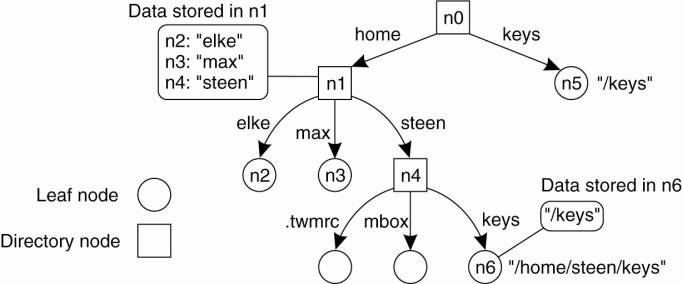 Data stored in n1
n2: "elke"
n3: "max"
n4: "steen"
n0
home
keys
n1
n5
"/keys"
elke
max
steen
n2
n3
n4
Leaf node
Directory node
.twmrc
mbox
keys
Data stored in n6
"/keys"
n6
"/home/steen/keys"